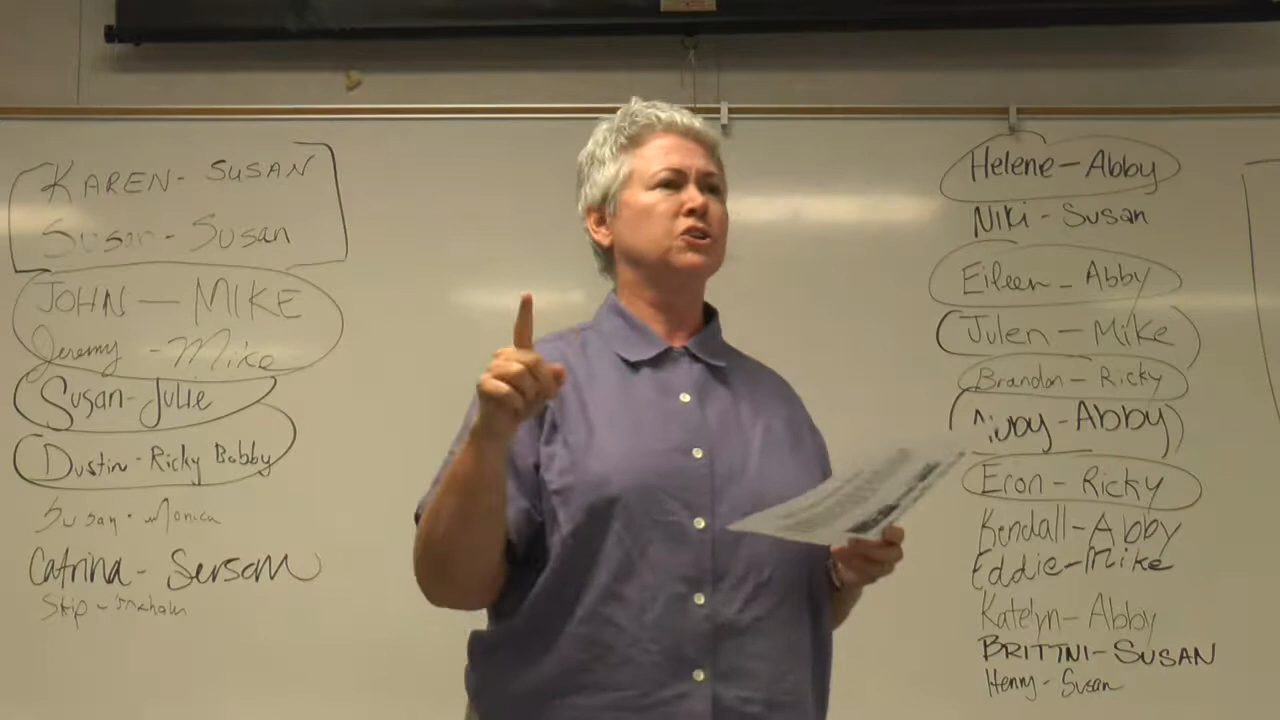 KAREN - SUSAN
Susan - Susan
JOHN — MIKE
Jeremy - Mike
Susan - Julie
Dustin - Ricky Bobby
Susan - Monica
Catrina -
Skip -
Helene - Abby
Niki - Susan
Eileen - Abby
Julen - Mike
Brandon - Ricky
- Abby
Eron - Ricky
Kendall - Abby
Eddie - Mike
Katelyn - Abby
BRITTNI - SUSAN
Henny - Susan